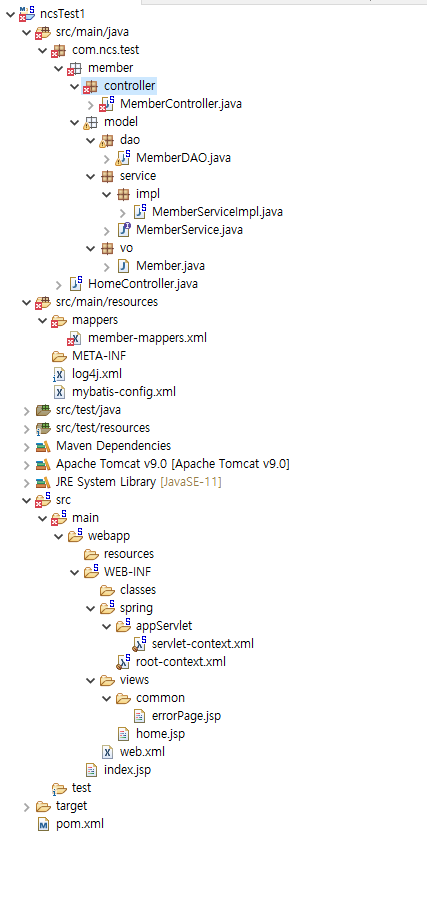 ncsTest1
src/main/java
com.ncs.test
member
controller
MemberController.java
model
dao
MemberDAO.java
service
impl
MemberServiceImpl.java
MemberService.java
vo
Member.java
HomeController.java
src/main/resources
mappers
member-mappers.xml
META-INF
log4j.xml
mybatis-config.xml
src/test/java
src/test/resources
Maven Dependencies
Apache Tomcat v9.0 [Apache Tomcat v9.0]
JRE System Library [JavaSE-11]
src
main
webapp
resources
WEB-INF
classes
spring
appServlet
servlet-context.xml
root-context.xml
views
common
errorPage.jsp
home.jsp
web.xml
index.jsp
test
target
pom.xml